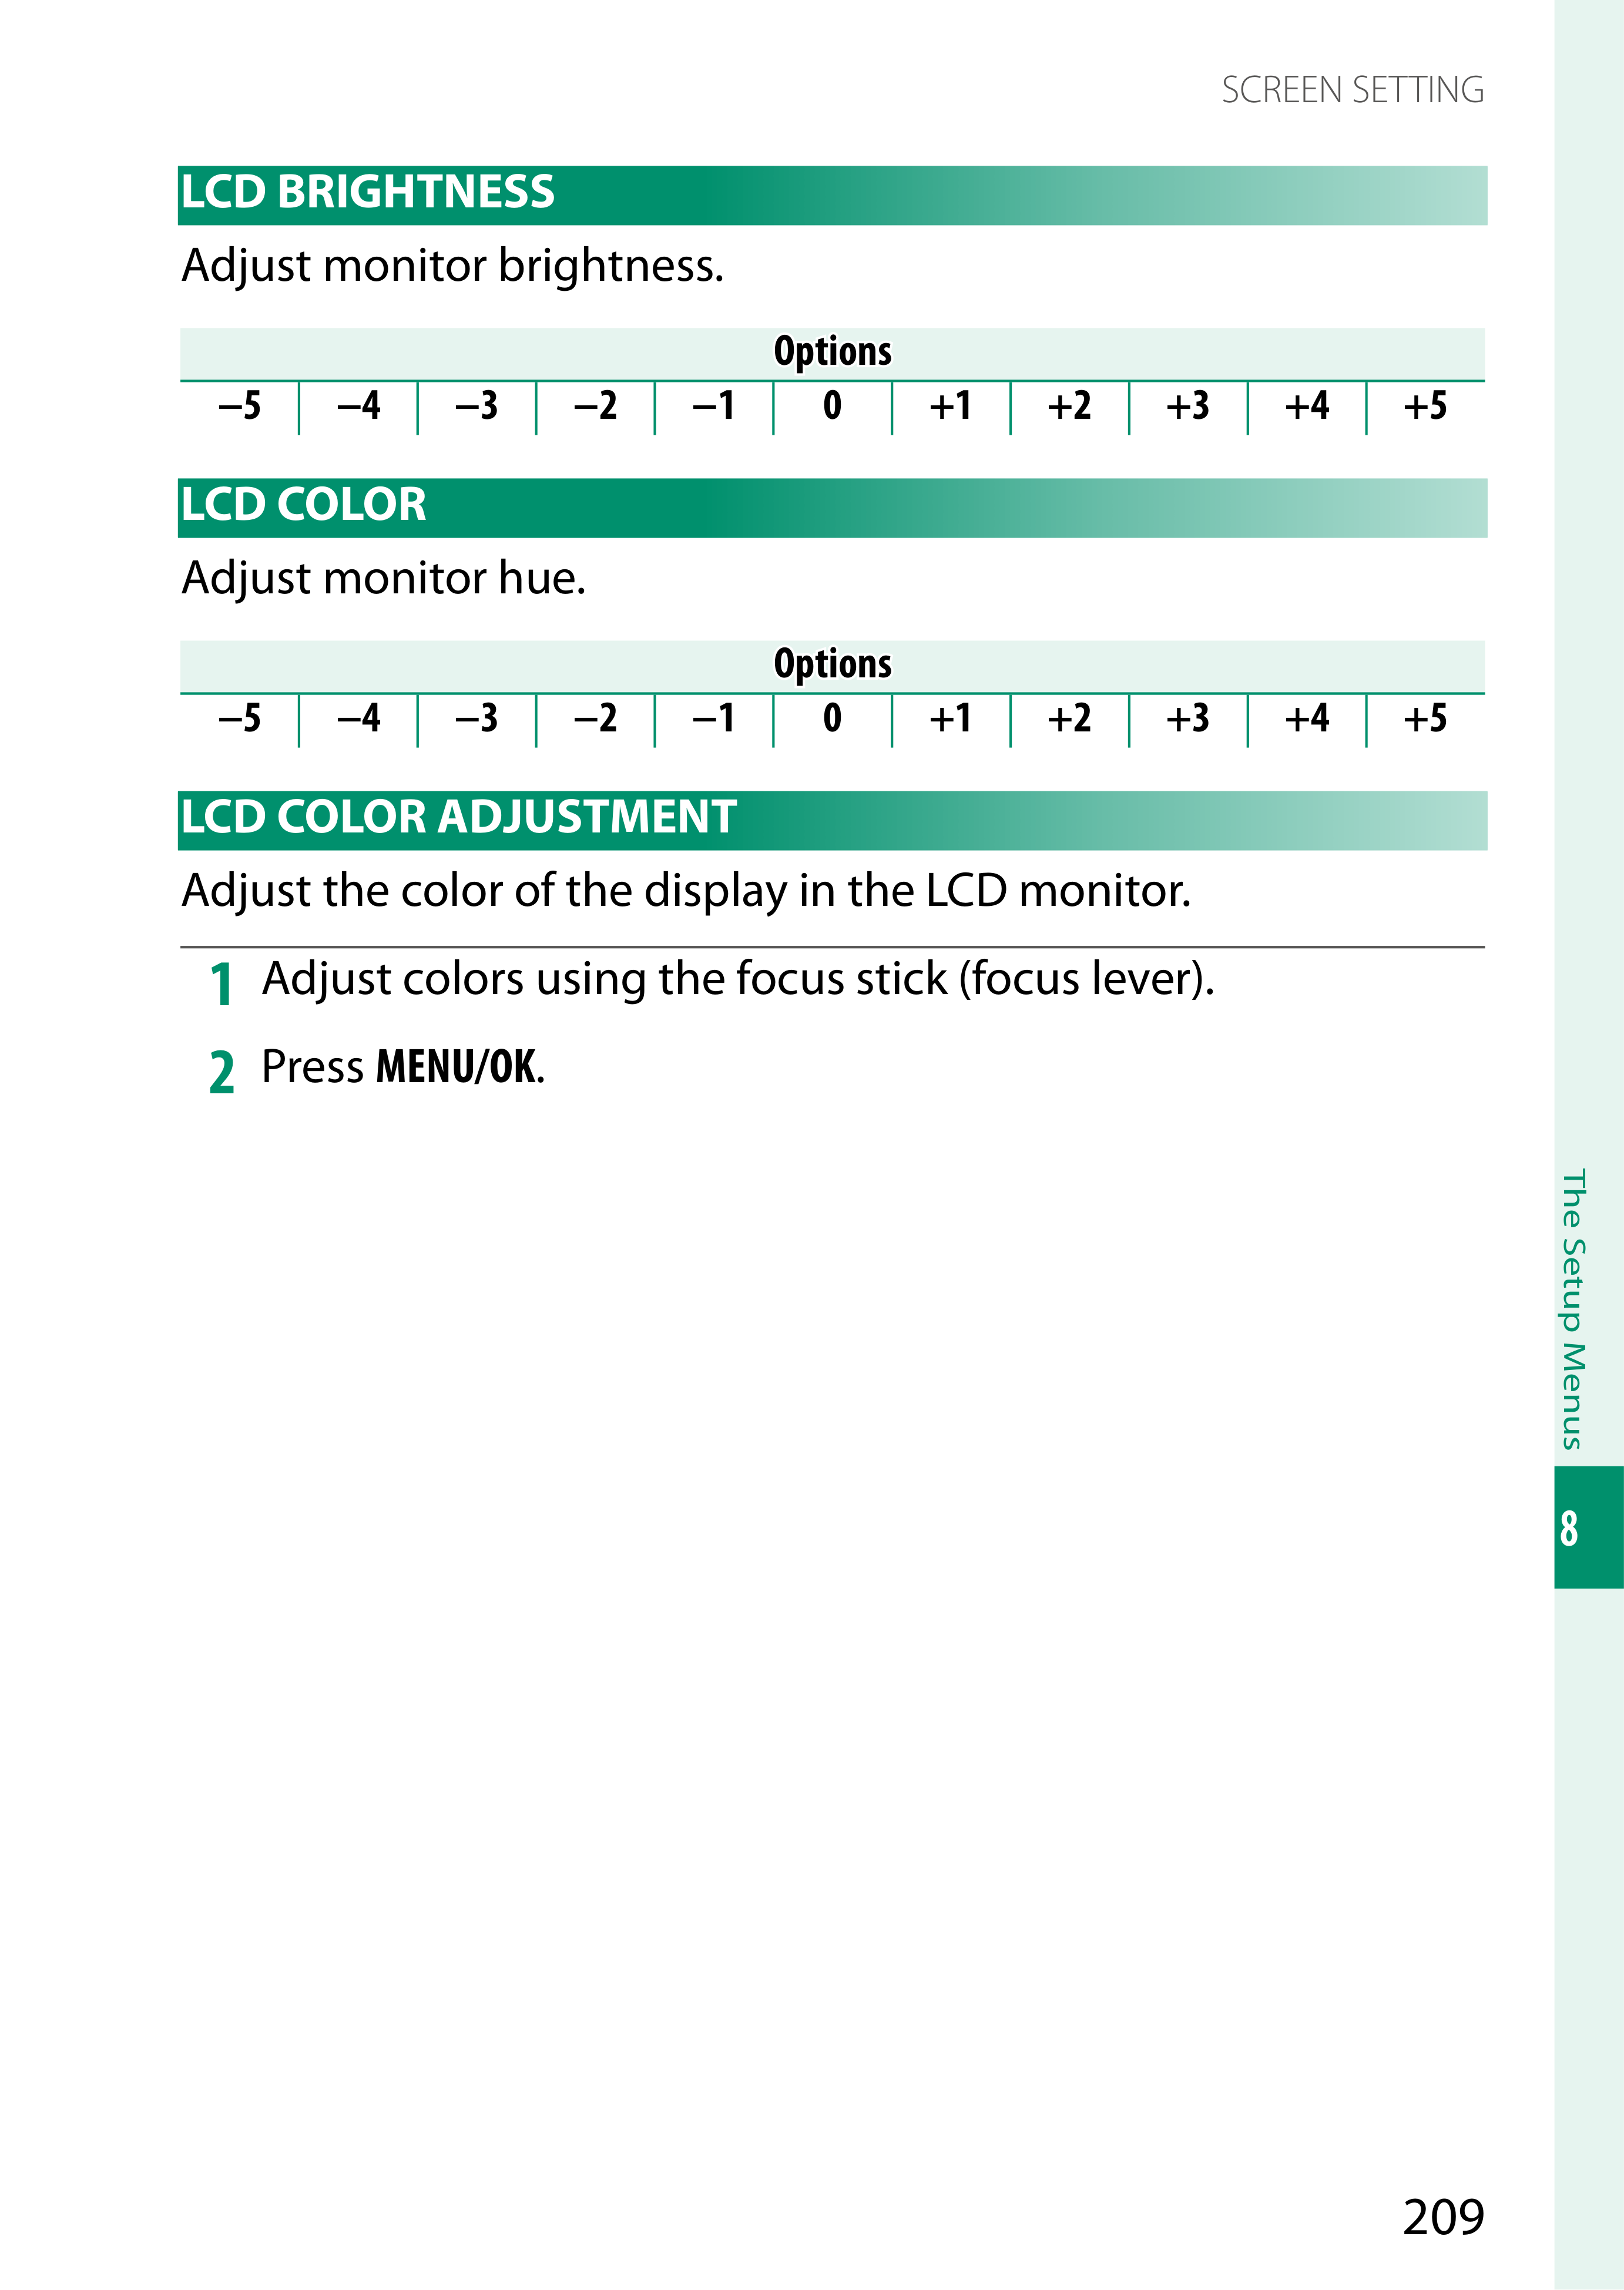 SCREEN SETTING
LCD BRIGHTNESS
Adjust monitor brightness.
Options
−5 −4 −3 −2 −1 0 +1 +2 +3 +4 +5
LCD COLOR
Adjust monitor hue.
Options
−5 −4 −3 −2 −1 0 +1 +2 +3 +4 +5
LCD COLOR ADJUSTMENT
Adjust the color of the display in the LCD monitor.
1 Adjust colors using the focus stick (focus lever).
2 Press MENU/OK.
The Setup Menus
8
209